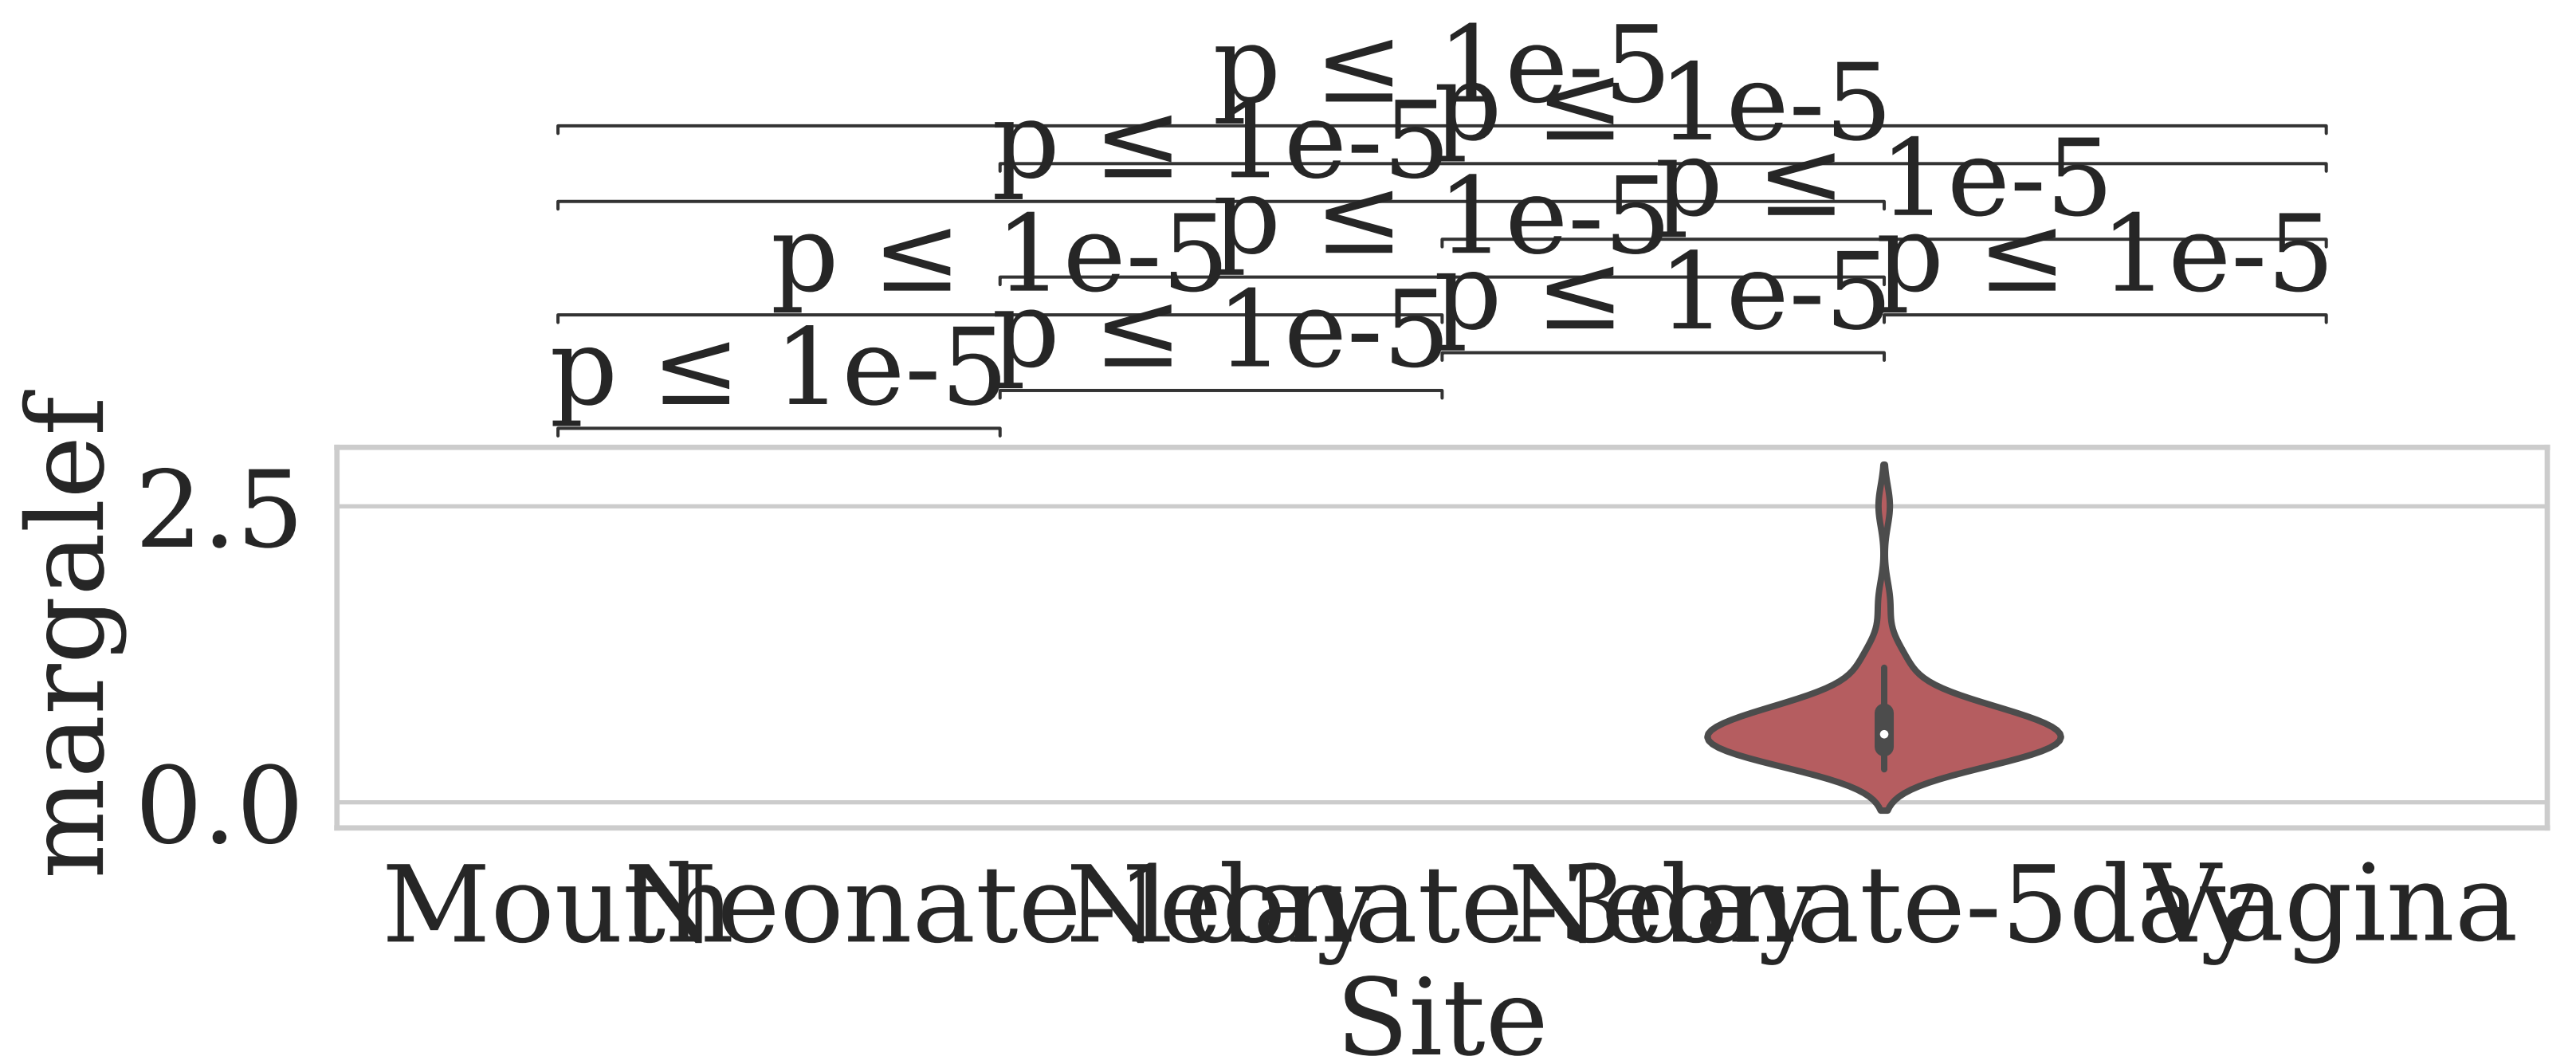 p ≤ 1e-5
p ≤ 1e-5
p ≤ 1e-5
p ≤ 1e-5
p ≤ 1e-5
p ≤ 1e-5
p ≤ 1e-5
p ≤ 1e-5
p ≤ 1e-5
p ≤ 1e-5
margalef
2.5
0.0
Mouth Neonate-1day Neonate-3day Neonate-5day Vagina
Site